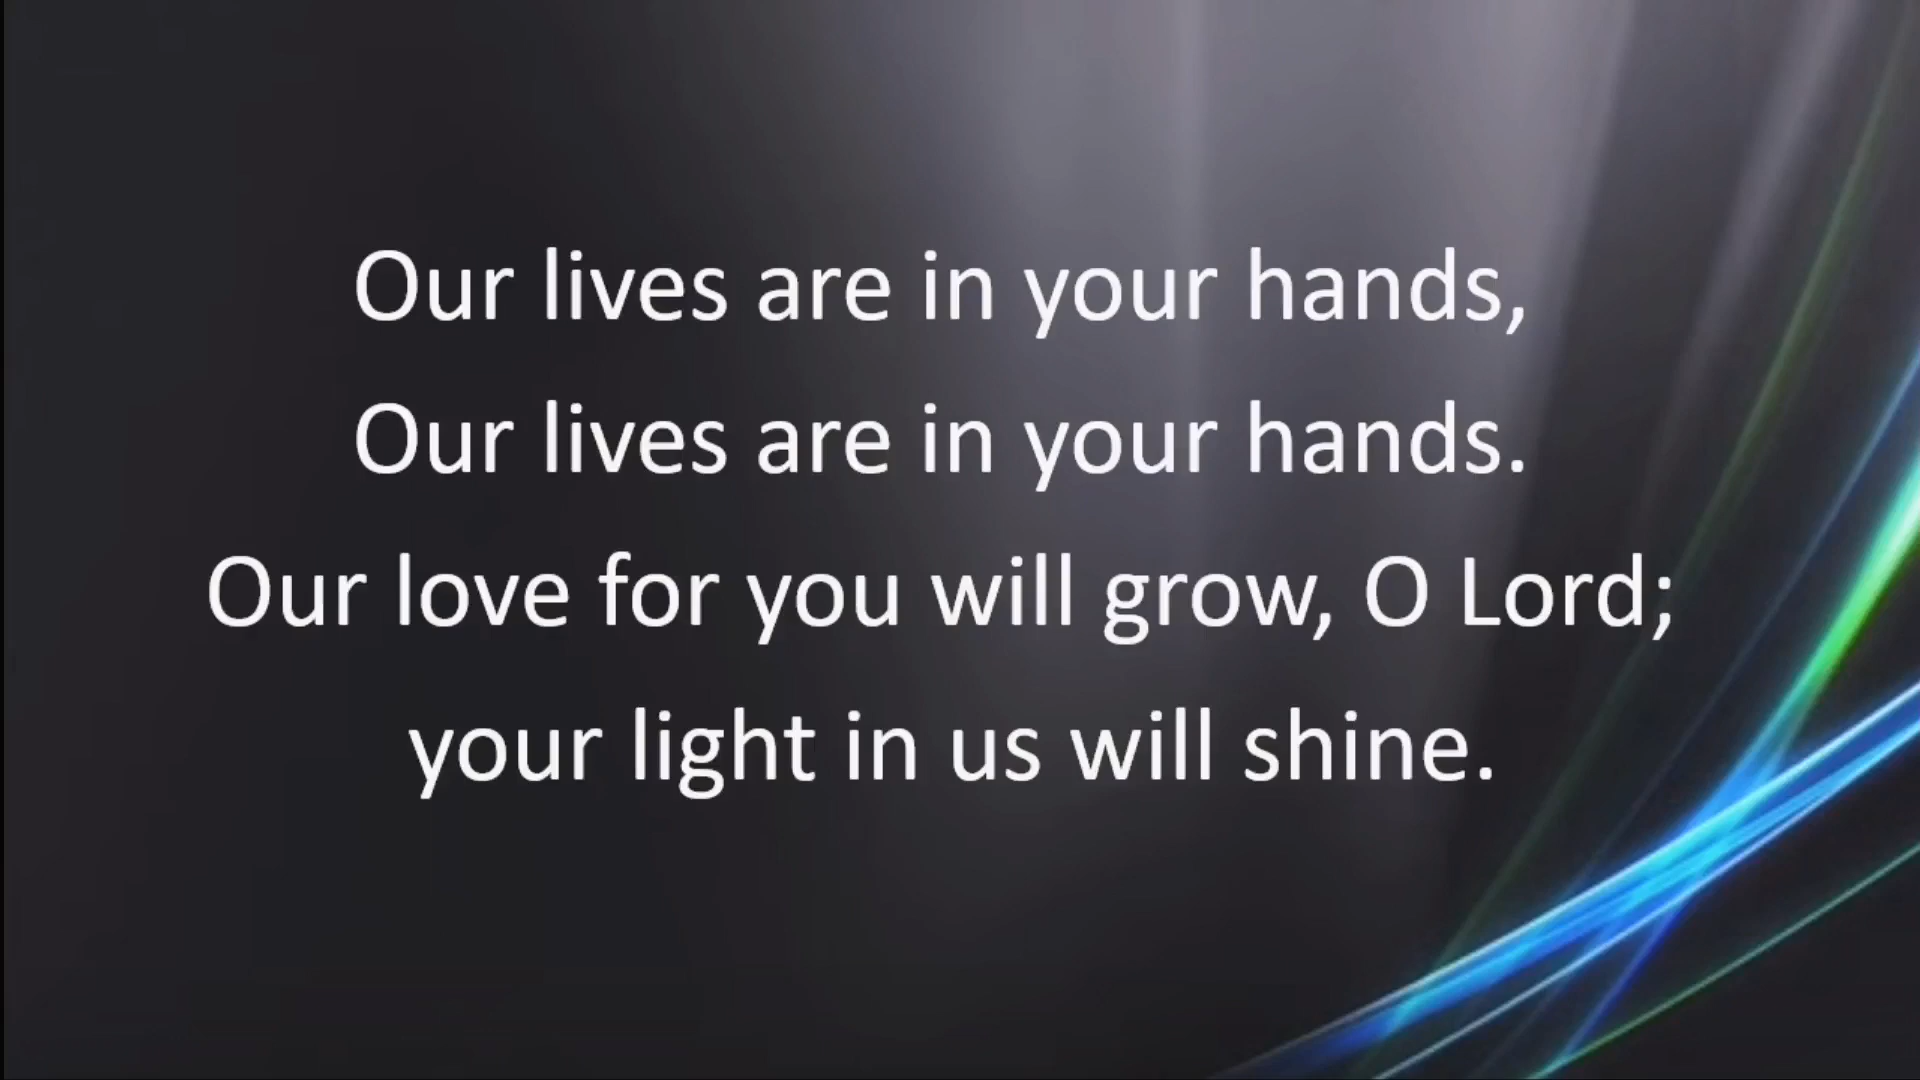 Our lives are in your hands,
Our lives are in your hands.
Our love for you will grow, O Lord;
your light in us will shine.